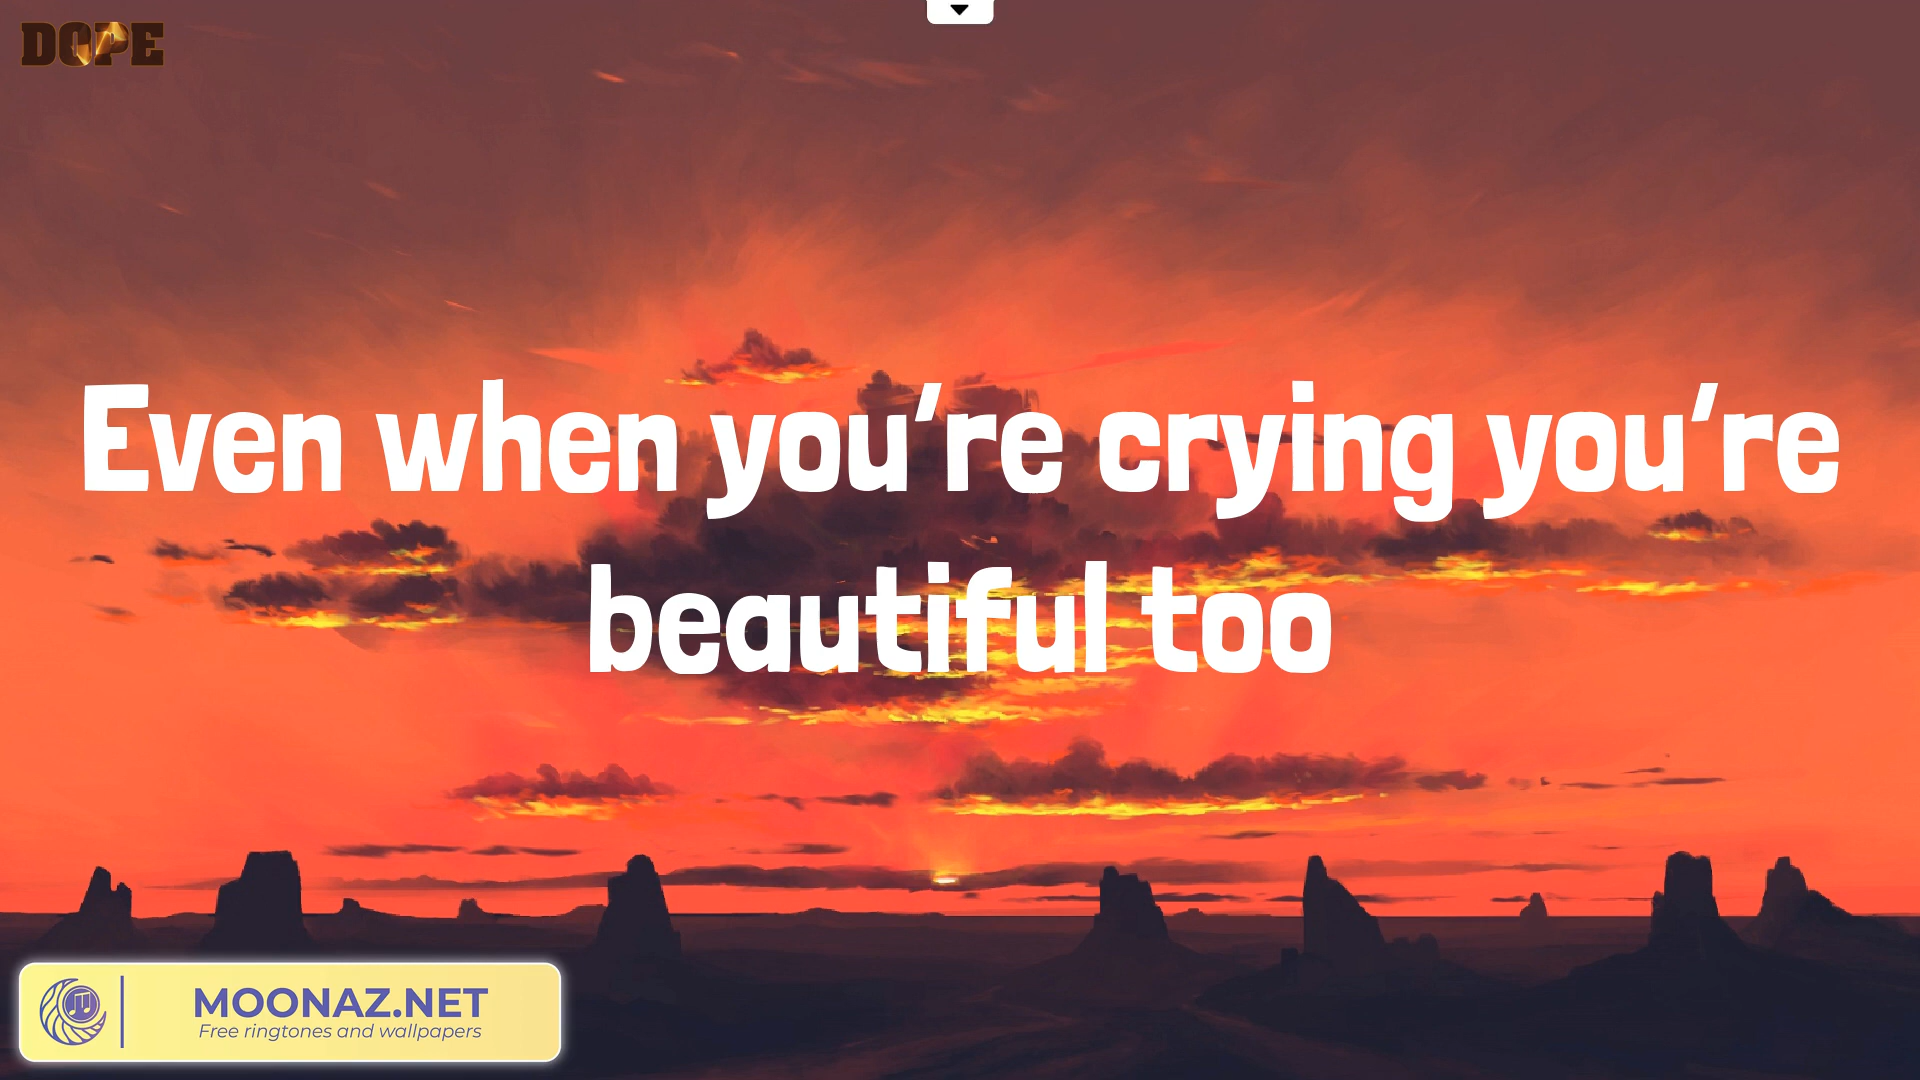 DOPE
Even when you're crying you're
beautiful too
MOONAZ.NET
Free ringtones and wallpapers